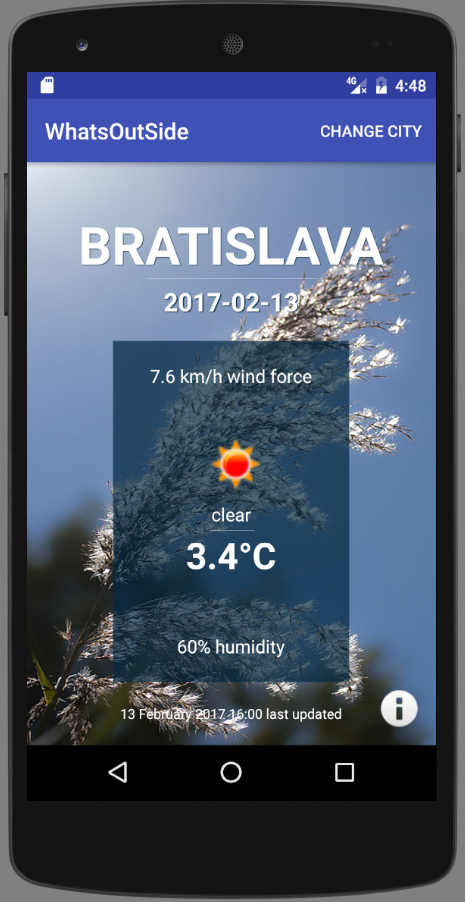 4G 4:48
WhatsOutSide CHANGE CITY
BRATISLAVA
2017-02-13
7.6 km/h wind force
clear
3.4°C
60% humidity
13 February 2017 16:00 last updated
i